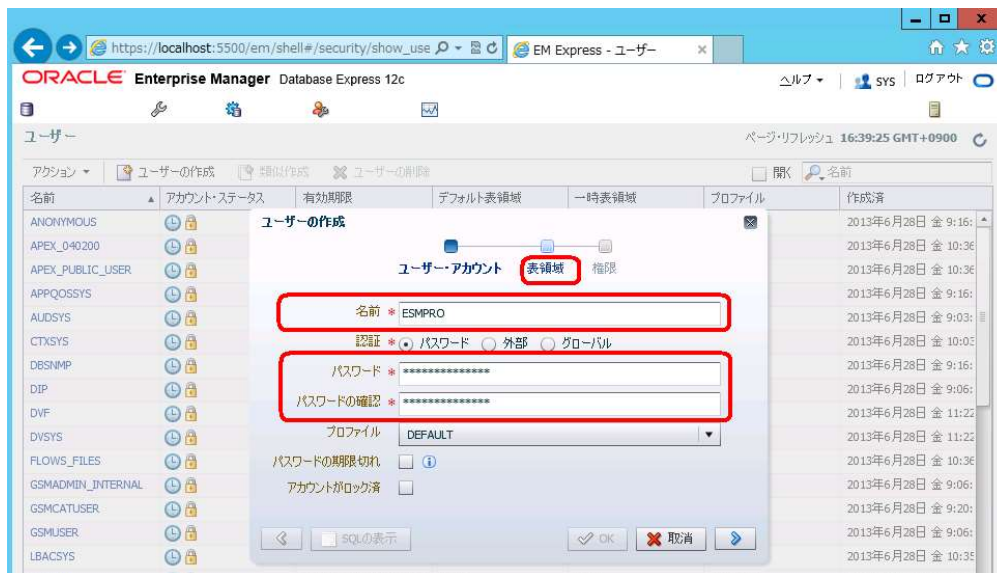 https://localhost:5500/em/shell#/security/show_use
EM Express - ユーザー
ORACLE Enterprise Manager Database Express 12c
ヘルプ
SYS
ログアウト
ユーザー
ページ・リフレッシュ 16:39:25 GMT+0900
アクション
ユーザーの作成
類似作成
ユーザーの削除
開く
名前
名前
アカウント・ステータス
有効期限
デフォルト表領域
一時表領域
プロファイル
作成済
ANONYMOUS
2013年6月28日 金 9:16:
APEX_040200
2013年6月28日 金 10:36
APEX_PUBLIC_USER
2013年6月28日 金 10:36
APPQOSSYS
2013年6月28日 金 9:16:
AUDSYS
2013年6月28日 金 9:03:
CTXSYS
2013年6月28日 金 10:03
DBSNMP
2013年6月28日 金 9:16:
DIP
2013年6月28日 金 9:06:
DVF
2013年6月28日 金 11:22
DVSYS
2013年6月28日 金 11:22
FLOWS_FILES
2013年6月28日 金 10:36
GSMADMIN_INTERNAL
2013年6月28日 金 9:06:
GSMCATUSER
2013年6月28日 金 9:20:
GSMUSER
2013年6月28日 金 9:06:
LBACSYS
2013年6月28日 金 10:35
ユーザーの作成
ユーザー・アカウント
表領域
権限
名前 * ESMPRO
認証 * パスワード 外部 グローバル
パスワード * **************
パスワードの確認 * **************
プロファイル DEFAULT
パスワードの期限切れ
アカウントがロック済
SQLの表示
OK
取消